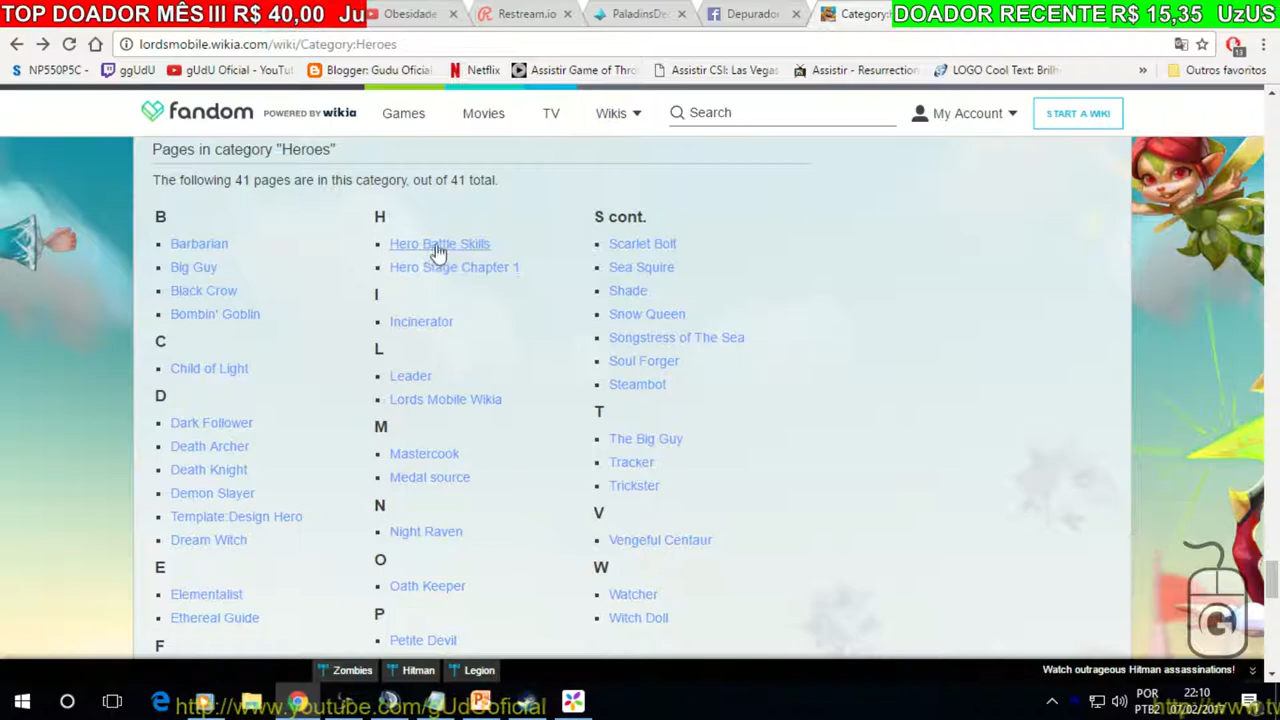 TOP DOADOR MÊS III R$ 40,00 Ju
Obesidade
Restream.io
PaladinsDe
Depurador
Category:
DOADOR RECENTE R$ 15,35 UzUS
lordsmobile.wikia.com/wiki/Category:Heroes
13
NP550P5C -
ggUdU
gUdU Oficial - YouTu
Blogger: Gudu Oficial
Netflix
Assistir Game of Thro
Assistir CSI: Las Vegas
Assistir - Resurrection
LOGO Cool Text: Brilh
»
Outros favoritos
fandom POWERED BY wikia
Games
Movies
TV
Wikis
Search
My Account
START A WIKI
Pages in category "Heroes"
The following 41 pages are in this category, out of 41 total.
B
Barbarian
Big Guy
Black Crow
Bombin' Goblin
C
Child of Light
D
Dark Follower
Death Archer
Death Knight
Demon Slayer
Template:Design Hero
Dream Witch
E
Elementalist
Ethereal Guide
F
H
Hero Battle Skills
Hero Stage Chapter 1
I
Incinerator
L
Leader
Lords Mobile Wikia
M
Mastercook
Medal source
N
Night Raven
O
Oath Keeper
P
Petite Devil
S cont.
Scarlet Bolt
Sea Squire
Shade
Snow Queen
Songstress of The Sea
Soul Forger
Steambot
T
The Big Guy
Tracker
Trickster
V
Vengeful Centaur
W
Watcher
Witch Doll
Zombies
Hitman
Legion
Watch outrageous Hitman assassinations!
POR
PTB2
22:10
07/02/2017
http://www.youtube.com/gUdUoficial